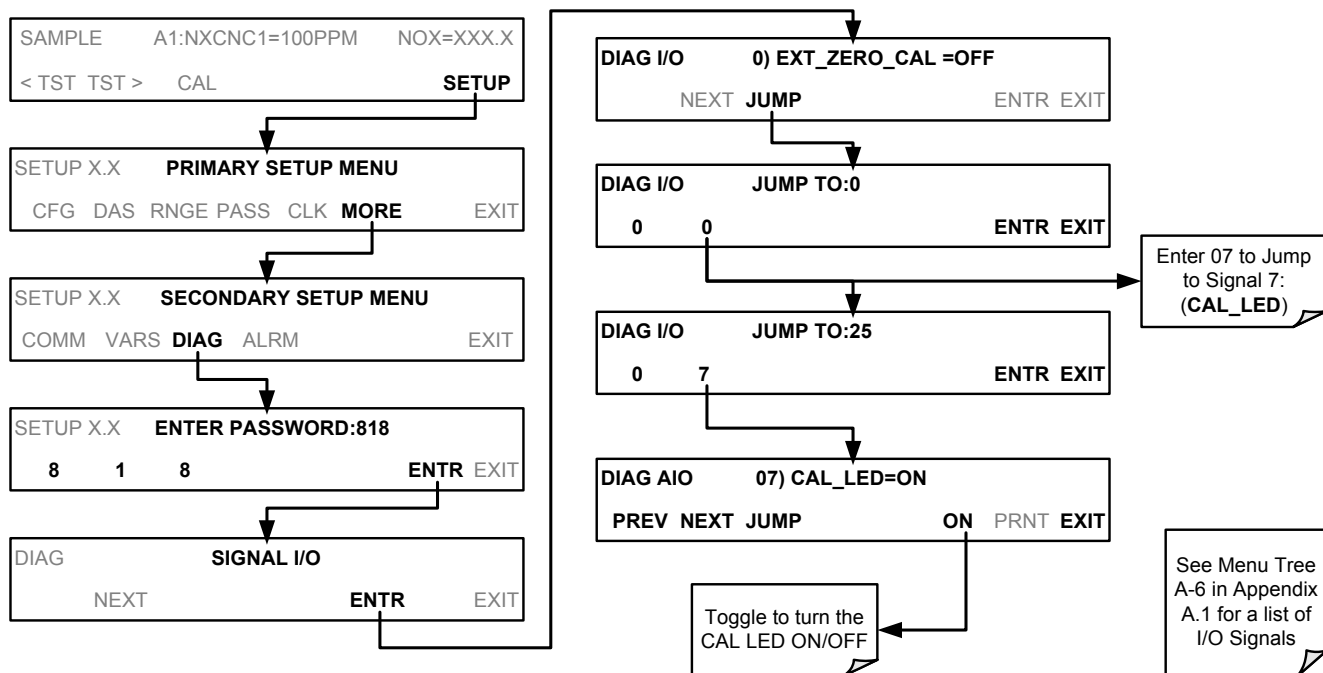 SAMPLE A1:NXCNC1=100PPM NOX=XXX.X
< TST TST > CAL SETUP
SETUP X.X PRIMARY SETUP MENU
CFG DAS RNGE PASS CLK MORE EXIT
SETUP X.X SECONDARY SETUP MENU
COMM VARS DIAG ALRM EXIT
SETUP X.X ENTER PASSWORD:818
8 1 8 ENTR EXIT
DIAG SIGNAL I/O
NEXT ENTR EXIT
DIAG I/O 0) EXT_ZERO_CAL =OFF
NEXT JUMP ENTR EXIT
DIAG I/O JUMP TO:0
0 0 ENTR EXIT
Enter 07 to Jump
to Signal 7:
(CAL_LED)
DIAG I/O JUMP TO:25
0 7 ENTR EXIT
DIAG AIO 07) CAL_LED=ON
PREV NEXT JUMP ON PRNT EXIT
Toggle to turn the
CAL LED ON/OFF
See Menu Tree
A-6 in Appendix
A.1 for a list of
I/O Signals